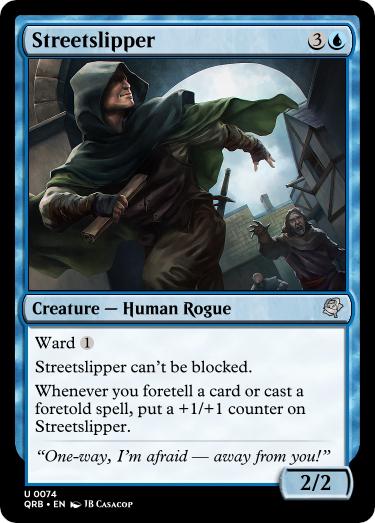 Streetslipper 3
Creature — Human Rogue
Ward 1
Streetslipper can't be blocked.
Whenever you foretell a card or cast a
foretold spell, put a +1/+1 counter on
Streetslipper.
“One-way, I'm afraid — away from you!”
2/2
U 0074
QRB • EN JB Casacop